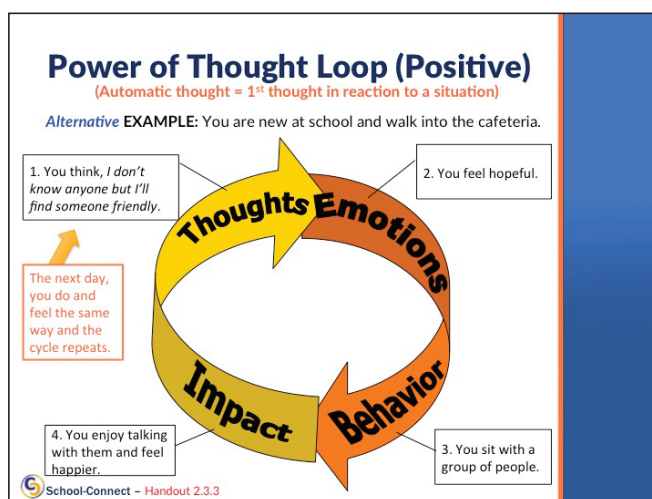 Power of Thought Loop (Positive)
(Automatic thought = 1st thought in reaction to a situation)
Alternative EXAMPLE: You are new at school and walk into the cafeteria.
1. You think, I don't
know anyone but I'll
find someone friendly.
2. You feel hopeful.
Thoughts
Emotions
The next day,
you do and
feel the same
way and the
cycle repeats.
Impact
Behavior
4. You enjoy talking
with them and feel
happier.
3. You sit with a
group of people.
School-Connect – Handout 2.3.3